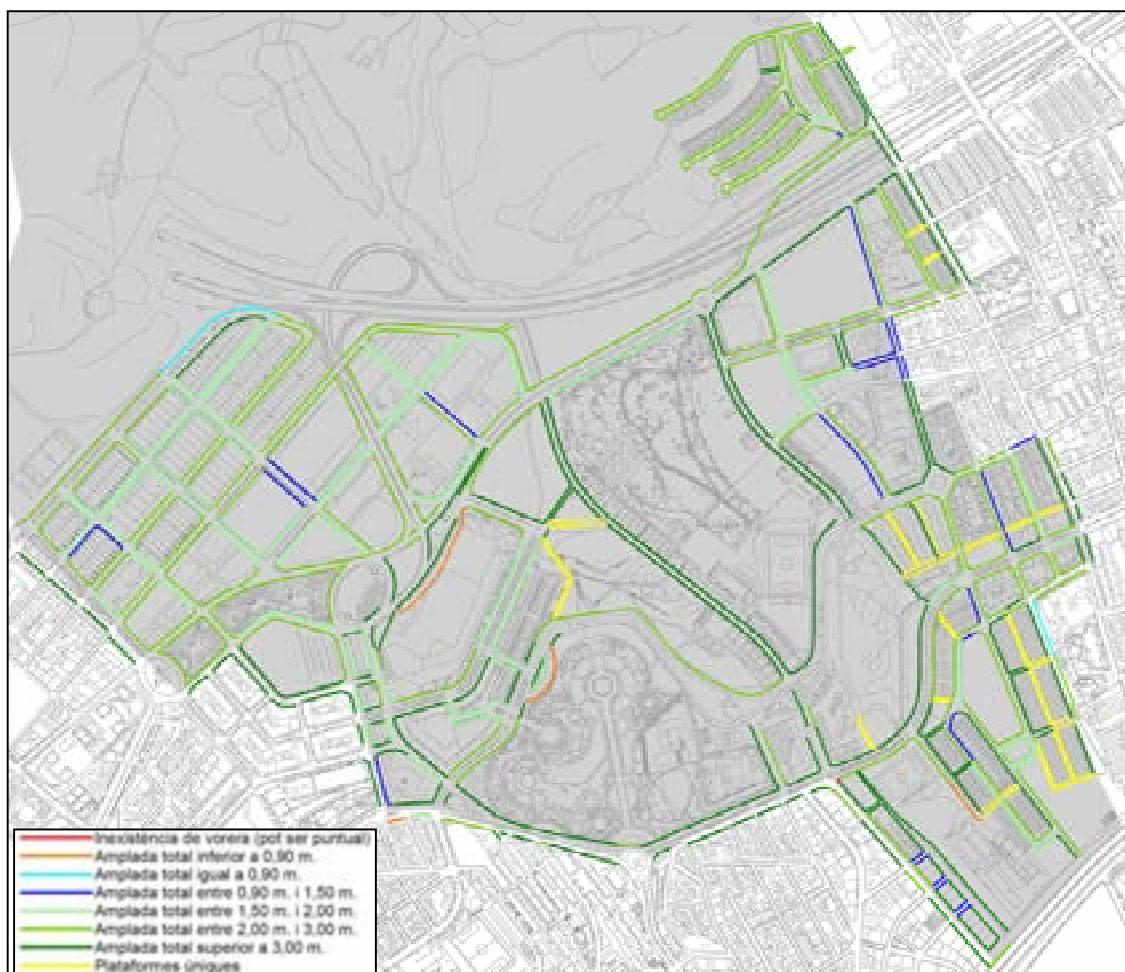 Inexistència de vorera (pot ser puntual)
Amplada total inferior a 0,90 m.
Amplada total igual a 0,90 m.
Amplada total entre 0,90 m. i 1,50 m.
Amplada total entre 1,50 m. i 2,00 m.
Amplada total entre 2,00 m. i 3,00 m.
Amplada total superior a 3,00 m.
Plataformes úniques